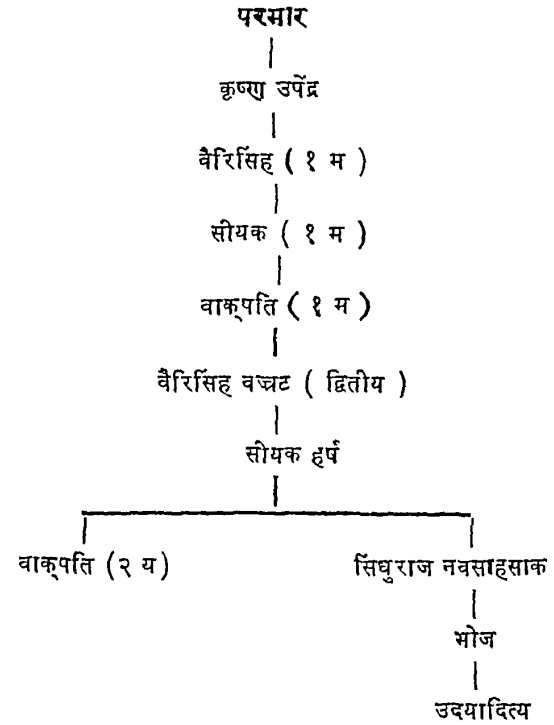 परमार
कृष्ण उपेंद्र
वैरिसिंह ( १ म )
सीयक ( १ म )
वाक्पति ( १ म )
वैरिसिंह वज्रट ( द्वितीय )
सीयक हर्ष
वाक्पति (२ य) सिंधुराज नवसाहसाक
भोज
उदयादित्य